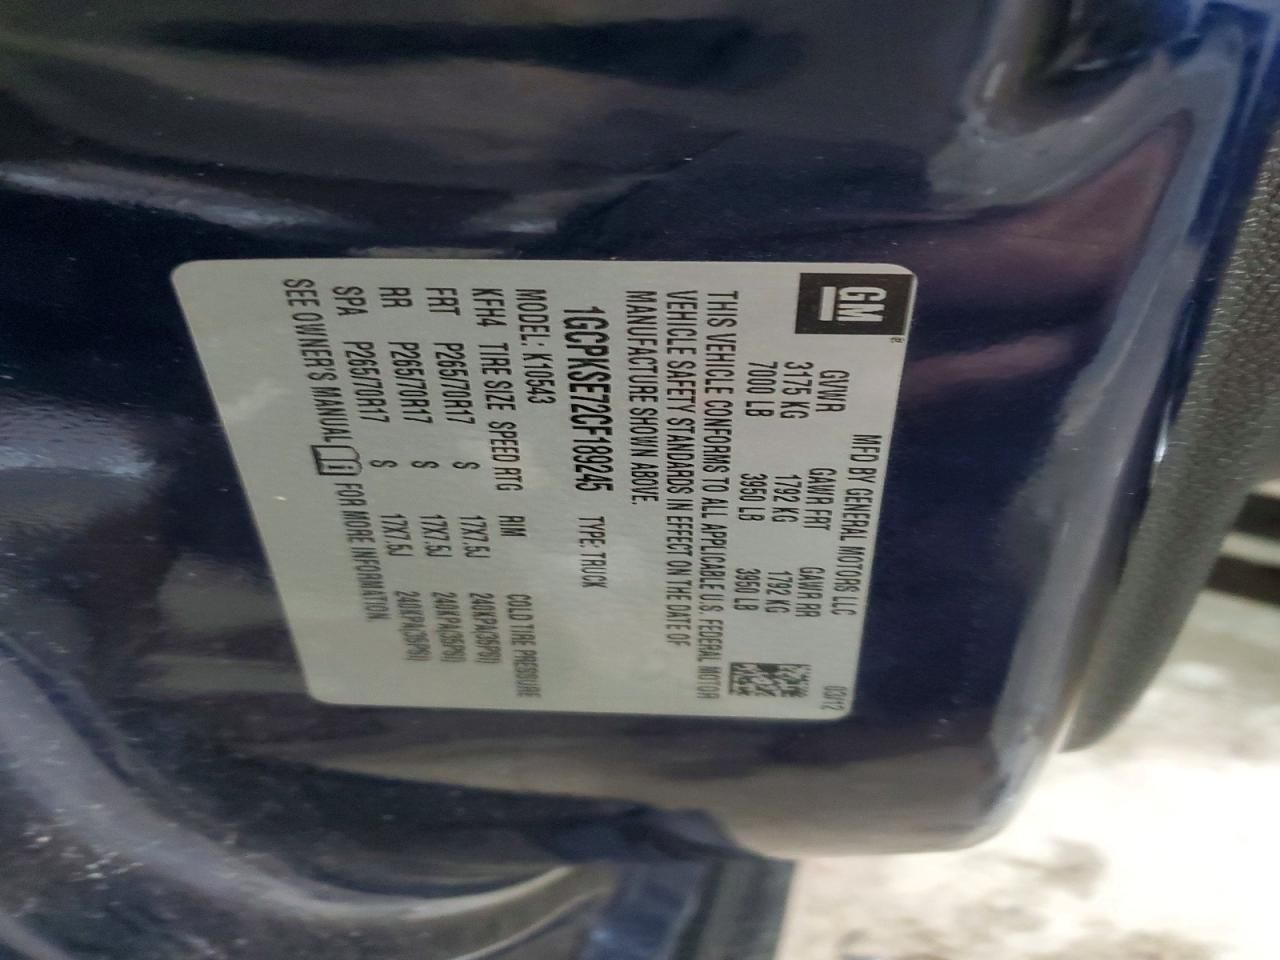 GM
MFD BY GENERAL MOTORS LLC 03/12
GVWR GAWR FRT GAWR RR
3175 KG 1792 KG 1792 KG
7000 LB 3950 LB 3950 LB
THIS VEHICLE CONFORMS TO ALL APPLICABLE U.S. FEDERAL MOTOR
VEHICLE SAFETY STANDARDS IN EFFECT ON THE DATE OF
MANUFACTURE SHOWN ABOVE.
1GCPKSE72CF189245 TYPE: TRUCK
MODEL: K10543
KFH4 TIRE SIZE SPEED RTG RIM COLD TIRE PRESSURE
FRT P265/70R17 S 17X7.5J 240KPA(35PSI)
RR P265/70R17 S 17X7.5J 240KPA(35PSI)
SPA P265/70R17 S 17X7.5J 240KPA(35PSI)
SEE OWNER'S MANUAL FOR MORE INFORMATION